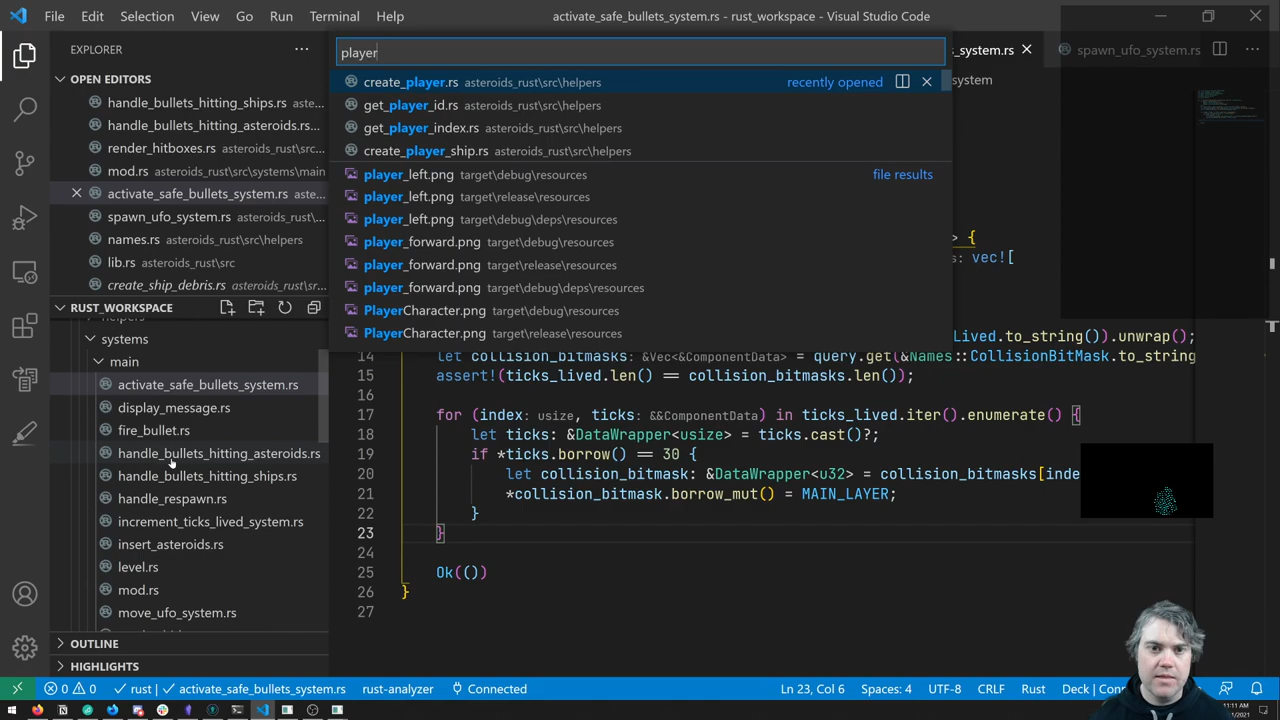 File Edit Selection View Go Run Terminal Help
activate_safe_bullets_system.rs - rust_workspace - Visual Studio Code
EXPLORER
OPEN EDITORS
handle_bullets_hitting_ships.rs aste...
handle_bullets_hitting_asteroids.rs...
render_hitboxes.rs asteroids_rust\src...
mod.rs asteroids_rust\src\systems\main
activate_safe_bullets_system.rs aste...
spawn_ufo_system.rs asteroids_rust\...
names.rs asteroids_rust\src\helpers
lib.rs asteroids_rust\src
create_ship_debris.rs asteroids_rust\...
RUST_WORKSPACE
helpers
systems
main
activate_safe_bullets_system.rs
display_message.rs
fire_bullet.rs
handle_bullets_hitting_asteroids.rs
handle_bullets_hitting_ships.rs
handle_respawn.rs
increment_ticks_lived_system.rs
insert_asteroids.rs
level.rs
mod.rs
move_ufo_system.rs
OUTLINE
HIGHLIGHTS
player
create_player.rs asteroids_rust\src\helpers recently opened
get_player_id.rs asteroids_rust\src\helpers
get_player_index.rs asteroids_rust\src\helpers
create_player_ship.rs asteroids_rust\src\helpers
player_left.png target\debug\resources file results
player_left.png target\release\resources
player_left.png target\debug\deps\resources
player_forward.png target\debug\resources
player_forward.png target\release\resources
player_forward.png target\debug\deps\resources
PlayerCharacter.png target\debug\resources
PlayerCharacter.png target\release\resources
_system.rs spawn_ufo_system.rs
system
> {
: vec![
Lived.to_string()).unwrap();
14 let collision_bitmasks: &Vec<&ComponentData> = query.get(&Names::CollisionBitMask.to_string
15 assert!(ticks_lived.len() == collision_bitmasks.len());
16
17 for (index: usize, ticks: &&ComponentData) in ticks_lived.iter().enumerate() {
18 let ticks: &DataWrapper<usize> = ticks.cast()?;
19 if *ticks.borrow() == 30 {
20 let collision_bitmask: &DataWrapper<u32> = collision_bitmasks[inde
21 *collision_bitmask.borrow_mut() = MAIN_LAYER;
22 }
23 }
24
25 Ok(())
26 }
27
0 0 rust | activate_safe_bullets_system.rs rust-analyzer Connected Ln 23, Col 6 Spaces: 4 UTF-8 CRLF Rust Deck | Con
11:11 AM